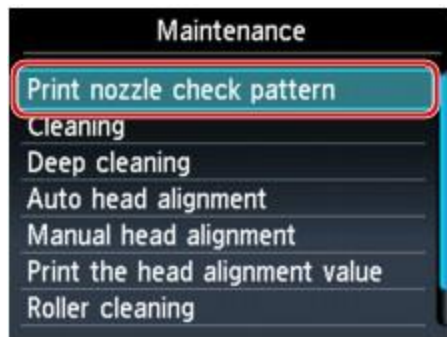 Maintenance
Print nozzle check pattern
Cleaning
Deep cleaning
Auto head alignment
Manual head alignment
Print the head alignment value
Roller cleaning